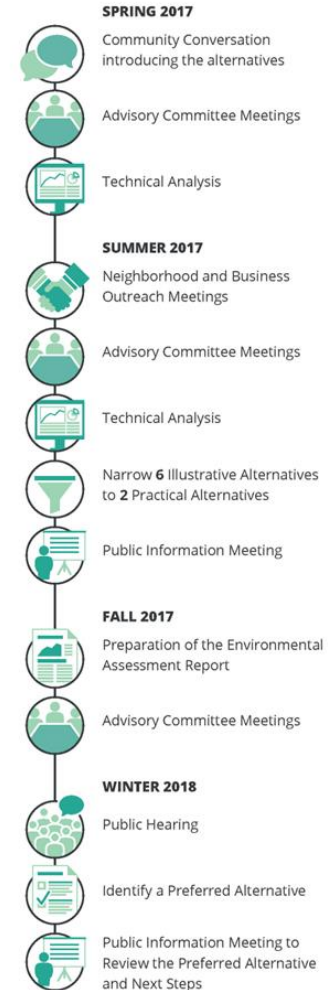 SPRING 2017
Community Conversation
introducing the alternatives
Advisory Committee Meetings
Technical Analysis
SUMMER 2017
Neighborhood and Business
Outreach Meetings
Advisory Committee Meetings
Technical Analysis
Narrow 6 Illustrative Alternatives
to 2 Practical Alternatives
Public Information Meeting
FALL 2017
Preparation of the Environmental
Assessment Report
Advisory Committee Meetings
WINTER 2018
Public Hearing
Identify a Preferred Alternative
Public Information Meeting to
Review the Preferred Alternative
and Next Steps